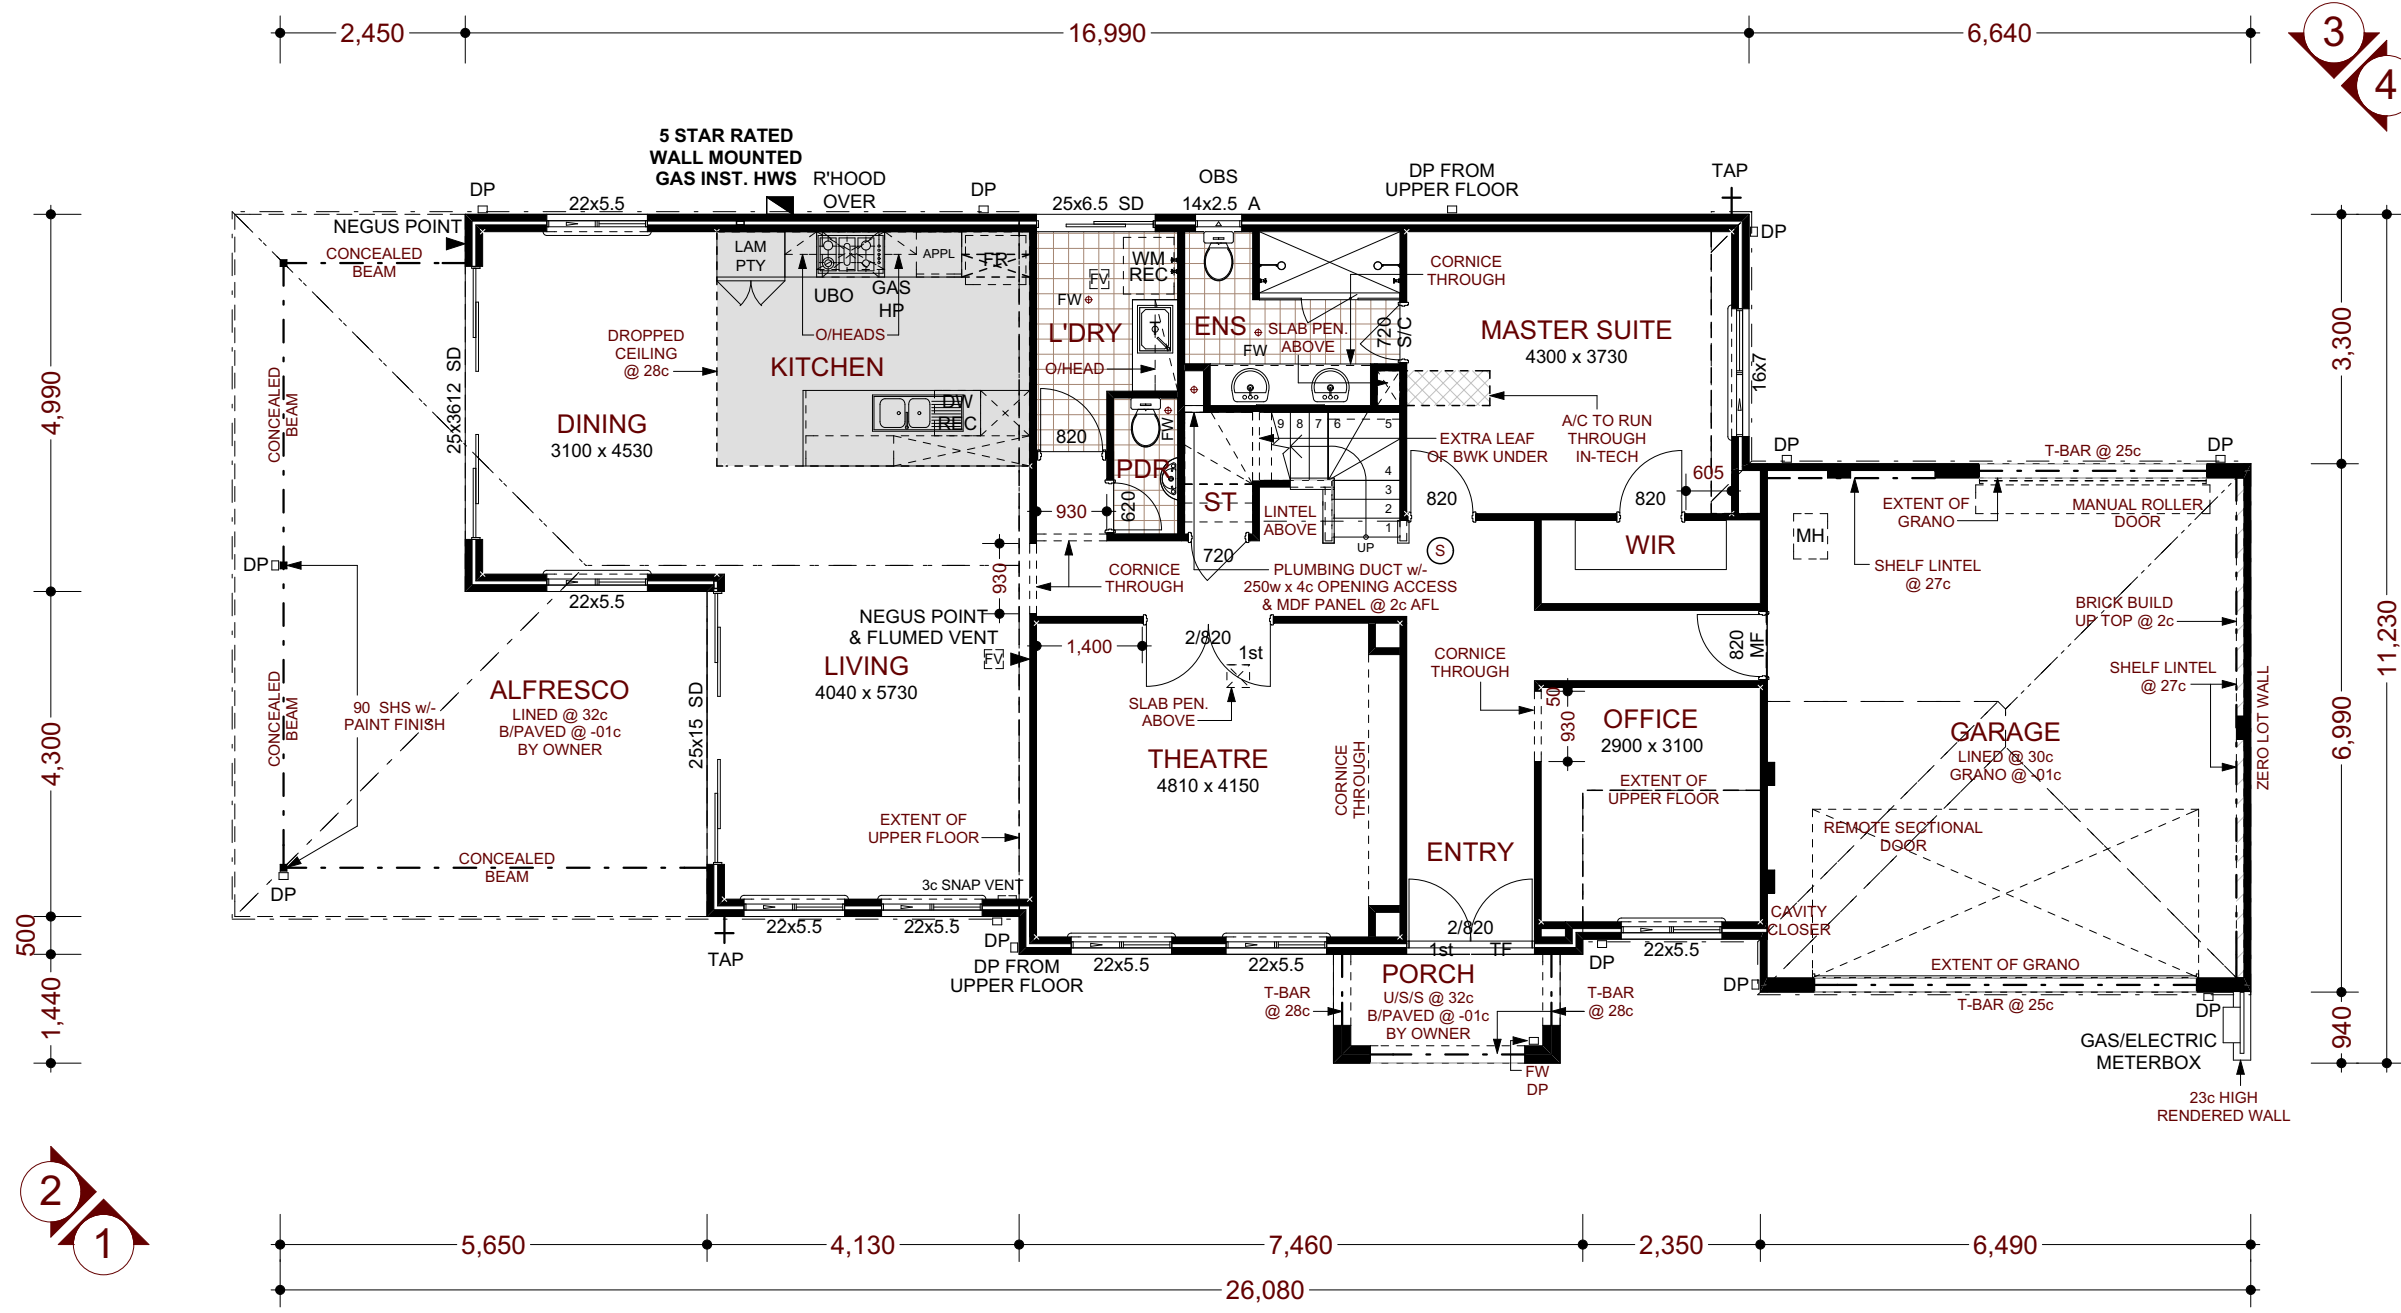 2,450
16,990
6,640
3
4
5 STAR RATED
WALL MOUNTED
GAS INST. HWS
R'HOOD
OVER
DP
22x5.5
DP
25x6.5 SD
OBS
14x2.5 A
DP FROM
UPPER FLOOR
TAP
DP
NEGUS POINT
CONCEALED
BEAM
LAM
PTY
UBO
GAS
HP
APPL
FR
O/HEADS
WM
REC
FV
FW
L'DRY
O/HEAD
ENS
FW
SLAB PEN.
ABOVE
720
S/C
CORNICE
THROUGH
MASTER SUITE
4300 x 3730
16x7
3,300
11,230
4,990
CONCEALED
BEAM
25x3612 SD
DROPPED
CEILING
@ 28c
KITCHEN
DINING
3100 x 4530
DW
REC
820
FW
PDR
620
930
9
8
7
6
5
4
3
2
1
UP
ST
720
LINTEL
ABOVE
EXTRA LEAF
OF BWK UNDER
A/C TO RUN
THROUGH
IN-TECH
820
820
605
S
WIR
DP
T-BAR @ 25c
DP
EXTENT OF
GRANO
MANUAL ROLLER
DOOR
MH
SHELF LINTEL
@ 27c
BRICK BUILD
UP TOP @ 2c
SHELF LINTEL
@ 27c
ZERO LOT WALL
DP
22x5.5
930
CORNICE
THROUGH
PLUMBING DUCT w/-
250w x 4c OPENING ACCESS
& MDF PANEL @ 2c AFL
NEGUS POINT
& FLUMED VENT
FV
1,400
2/820
1st
SLAB PEN.
ABOVE
CORNICE
THROUGH
820
MF
4,300
CONCEALED
BEAM
90 SHS w/-
PAINT FINISH
ALFRESCO
LINED @ 32c
B/PAVED @ -01c
BY OWNER
25x15 SD
LIVING
4040 x 5730
THEATRE
4810 x 4150
CORNICE
THROUGH
50
930
OFFICE
2900 x 3100
EXTENT OF
UPPER FLOOR
GARAGE
LINED @ 30c
GRANO @ -01c
REMOTE SECTIONAL
DOOR
6,990
EXTENT OF
UPPER FLOOR
CONCEALED
BEAM
DP
3c SNAP VENT
ENTRY
CAVITY
CLOSER
500
22x5.5
22x5.5
TAP
DP
DP FROM
UPPER FLOOR
22x5.5
22x5.5
2/820
1st
TF
22x5.5
DP
DP
EXTENT OF GRANO
T-BAR @ 25c
DP
1,440
T-BAR
@ 28c
PORCH
U/S/S @ 32c
B/PAVED @ -01c
BY OWNER
T-BAR
@ 28c
FW
DP
940
GAS/ELECTRIC
METERBOX
23c HIGH
RENDERED WALL
2
1
5,650
4,130
7,460
2,350
6,490
26,080